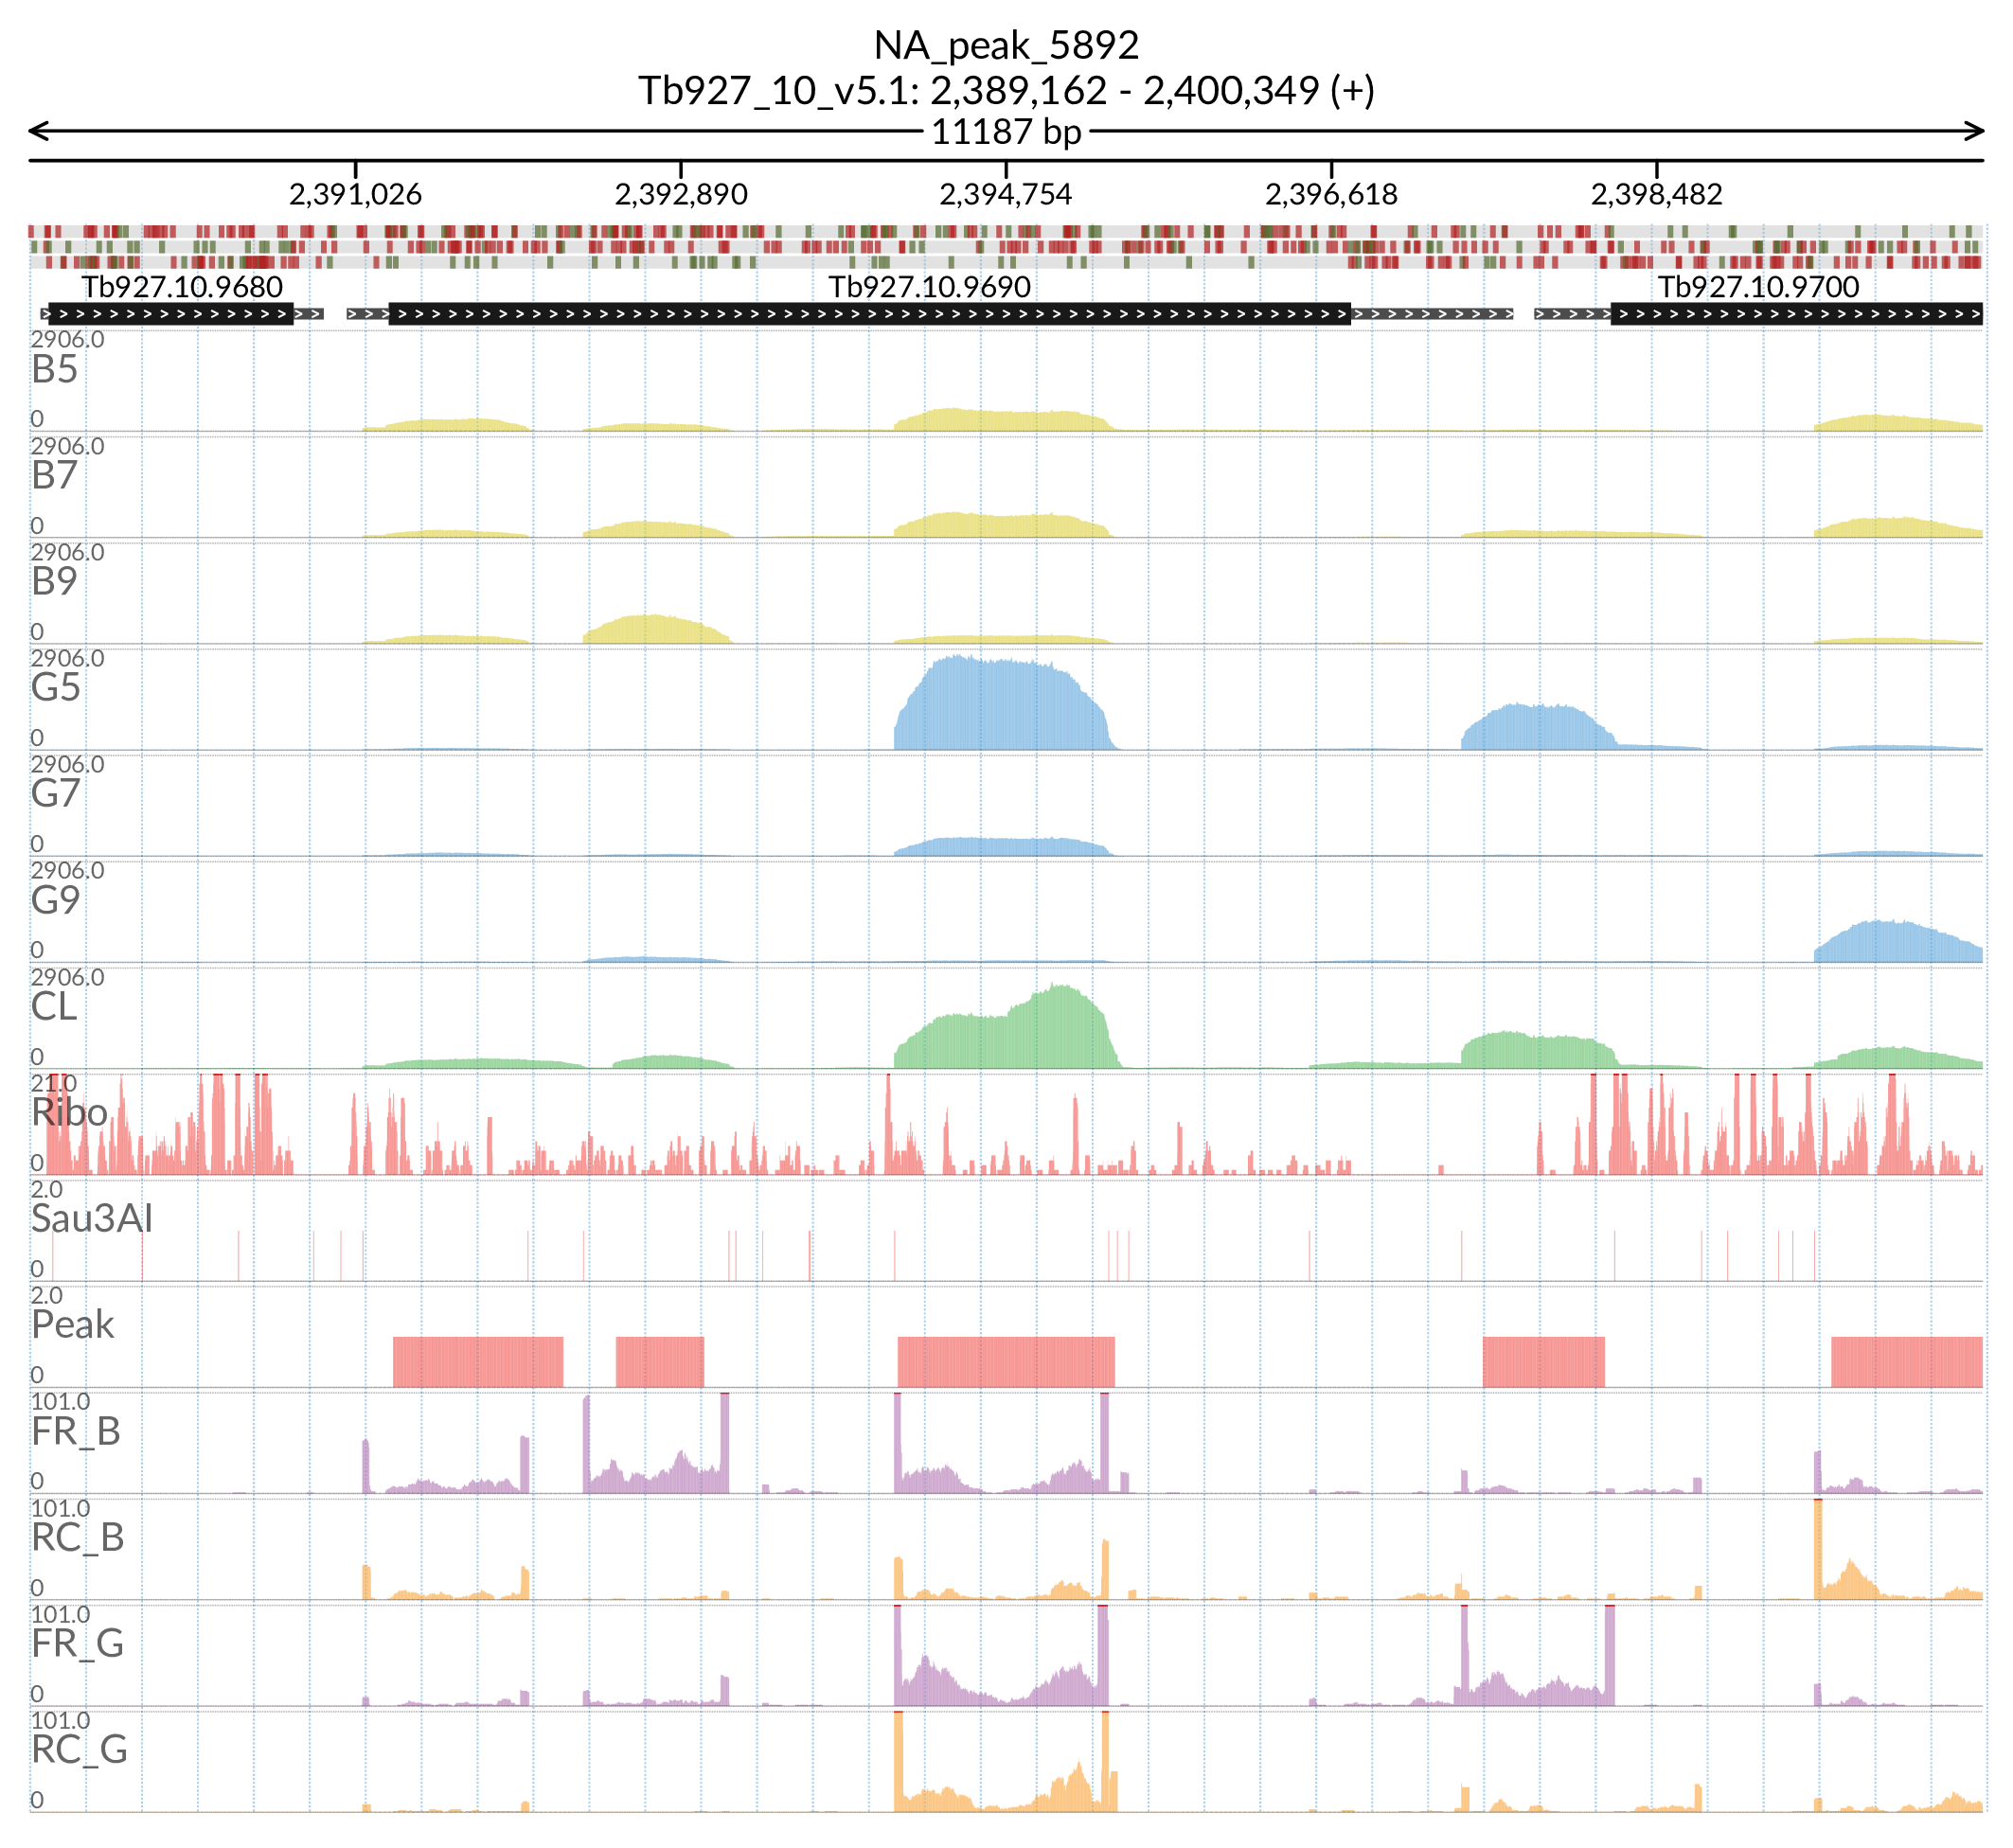 NA_peak_5892
Tb927_10_v5.1: 2,389,162 - 2,400,349 (+)
11187 bp
2,391,026 2,392,890 2,394,754 2,396,618 2,398,482
Tb927.10.9680 Tb927.10.9690 Tb927.10.9700
2906.0
B5
0
2906.0
B7
0
2906.0
B9
0
2906.0
G5
0
2906.0
G7
0
2906.0
G9
0
2906.0
CL
0
21.0
Ribo
0
2.0
Sau3AI
0
2.0
Peak
0
101.0
FR_B
0
101.0
RC_B
0
101.0
FR_G
0
101.0
RC_G
0